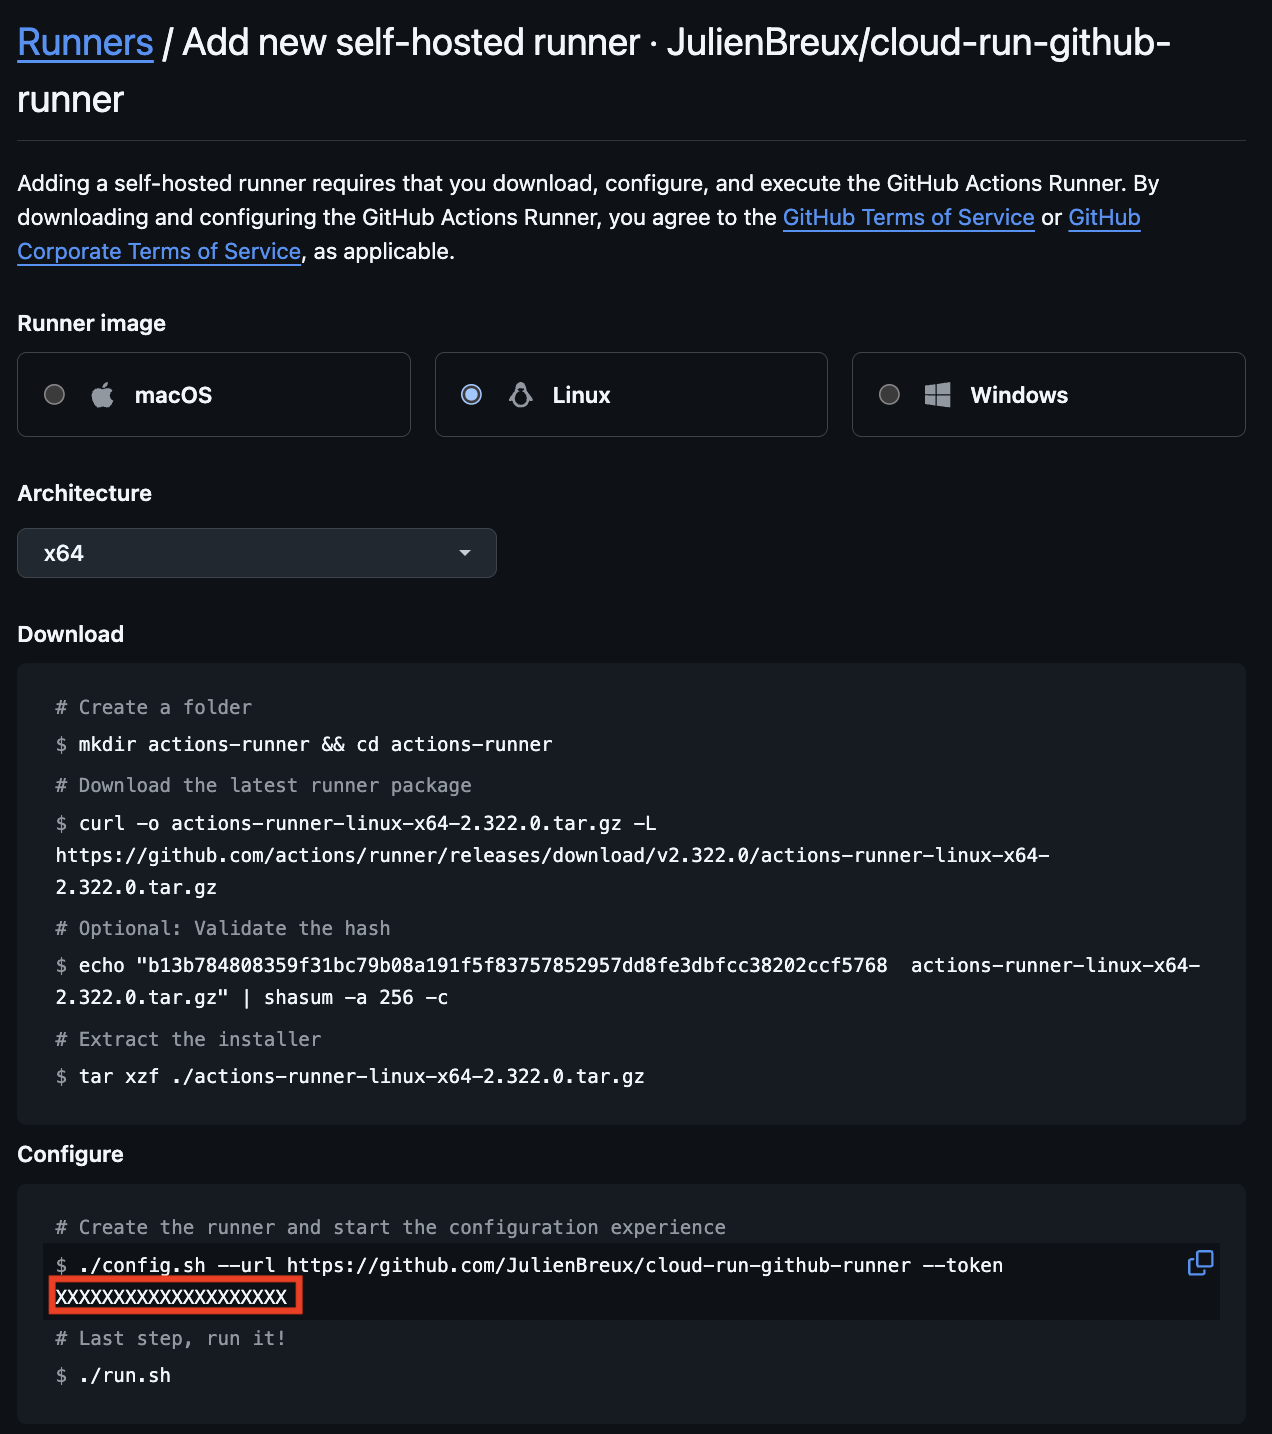 Runners / Add new self-hosted runner · JulienBreux/cloud-run-github-
runner
Adding a self-hosted runner requires that you download, configure, and execute the GitHub Actions Runner. By
downloading and configuring the GitHub Actions Runner, you agree to the GitHub Terms of Service or GitHub
Corporate Terms of Service, as applicable.
Runner image
macOS
Linux
Windows
Architecture
x64
Download
# Create a folder
$ mkdir actions-runner && cd actions-runner
# Download the latest runner package
$ curl -o actions-runner-linux-x64-2.322.0.tar.gz -L
https://github.com/actions/runner/releases/download/v2.322.0/actions-runner-linux-x64-
2.322.0.tar.gz
# Optional: Validate the hash
$ echo "b13b784808359f31bc79b08a191f5f83757852957dd8fe3dbfcc38202ccf5768  actions-runner-linux-x64-
2.322.0.tar.gz" | shasum -a 256 -c
# Extract the installer
$ tar xzf ./actions-runner-linux-x64-2.322.0.tar.gz
Configure
# Create the runner and start the configuration experience
$ ./config.sh --url https://github.com/JulienBreux/cloud-run-github-runner --token
XXXXXXXXXXXXXXXXXXXX
# Last step, run it!
$ ./run.sh